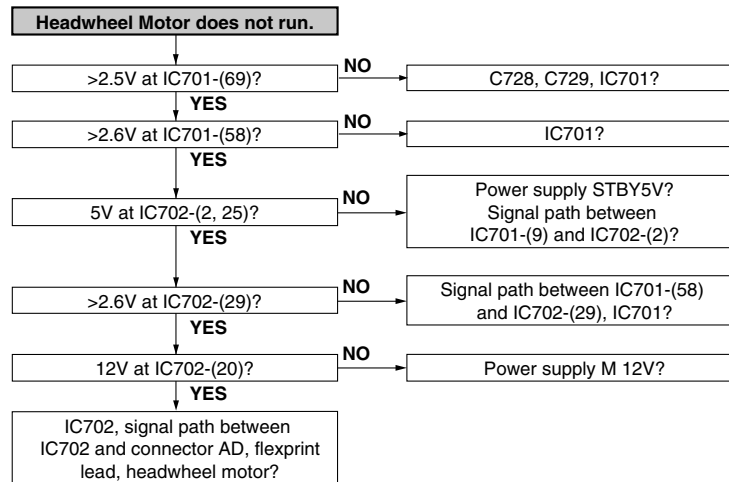 Headwheel Motor does not run.
>2.5V at IC701-(69)?
NO
C728, C729, IC701?
YES
>2.6V at IC701-(58)?
NO
IC701?
YES
5V at IC702-(2, 25)?
NO
Power supply STBY5V?
Signal path between
IC701-(9) and IC702-(2)?
YES
>2.6V at IC702-(29)?
NO
Signal path between IC701-(58)
and IC702-(29), IC701?
YES
12V at IC702-(20)?
NO
Power supply M 12V?
YES
IC702, signal path between
IC702 and connector AD, flexprint
lead, headwheel motor?